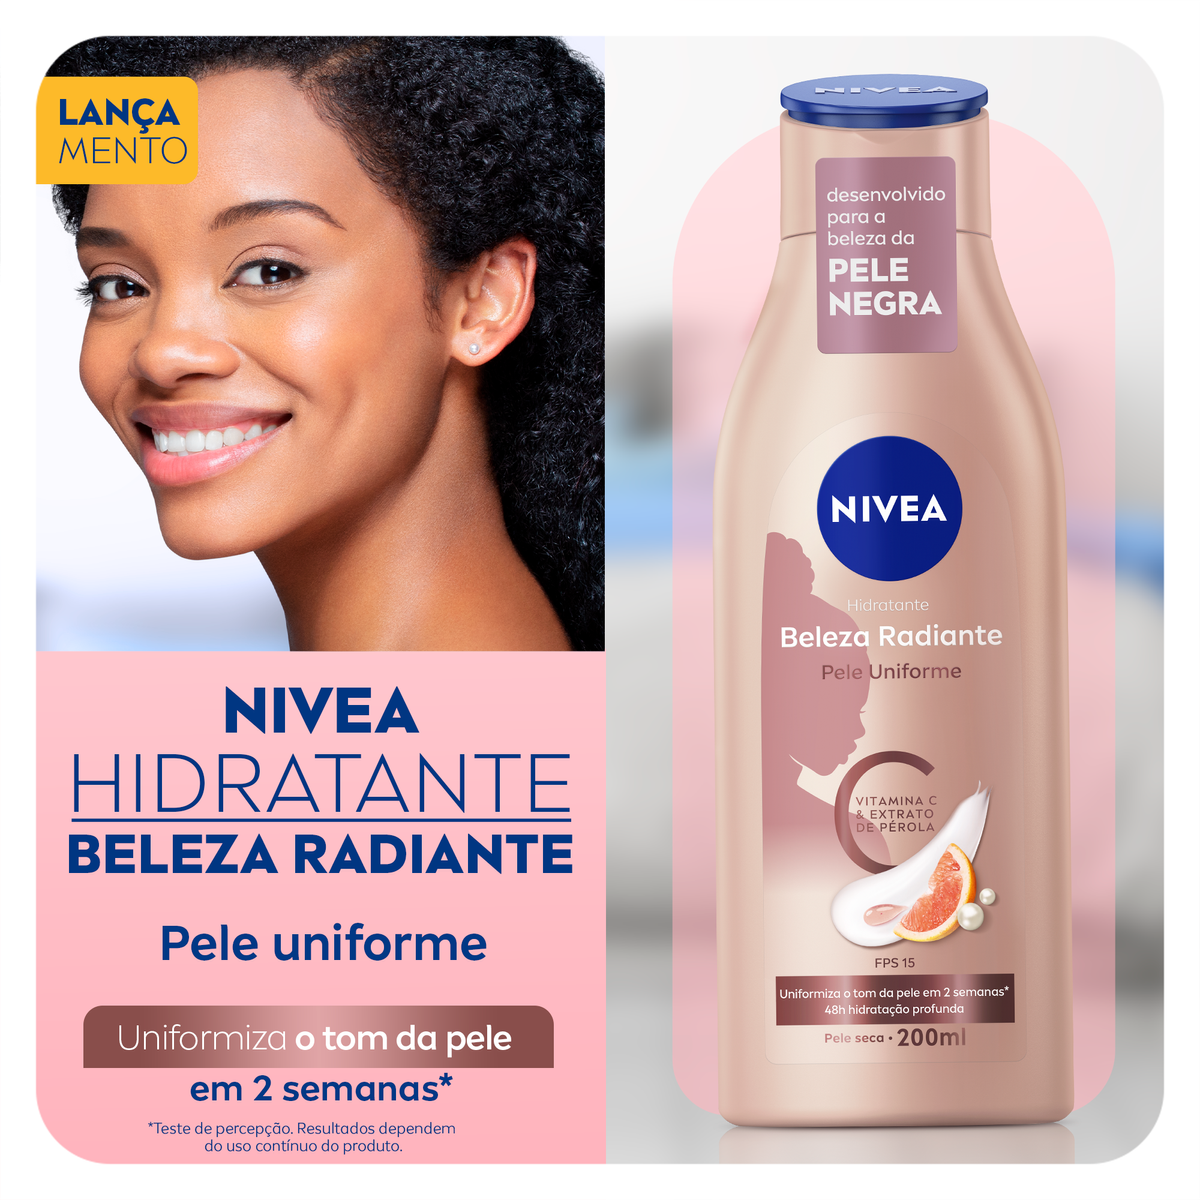 LANÇA
MENTO
NIVEA
HIDRATANTE
BELEZA RADIANTE
Pele uniforme
Uniformiza o tom da pele
em 2 semanas*
*Teste de percepção. Resultados dependem
do uso contínuo do produto.
NIVEA
desenvolvido
para a
beleza da
PELE
NEGRA
NIVEA
Hidratante
Beleza Radiante
Pele Uniforme
C
VITAMINA C
& EXTRATO
DE PÉROLA
FPS 15
Uniformiza o tom da pele em 2 semanas*
48h hidratação profunda
Pele seca • 200ml